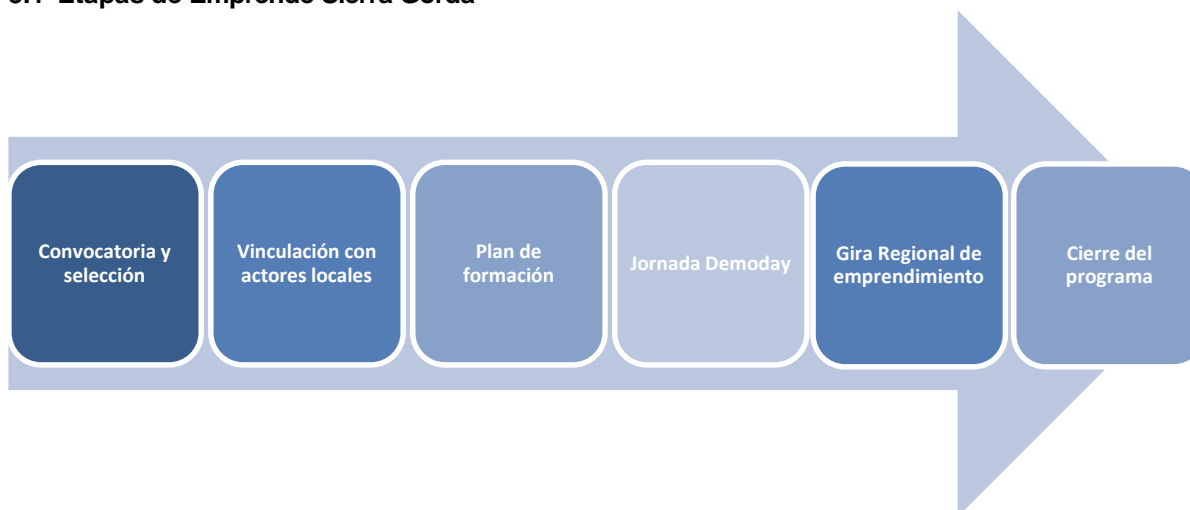 Etapas de Emprende Sierra Gorda
Convocatoria y
selección
Vinculación con
actores locales
Plan de
formación
Jornada Demoday
Gira Regional de
emprendimiento
Cierre del
programa